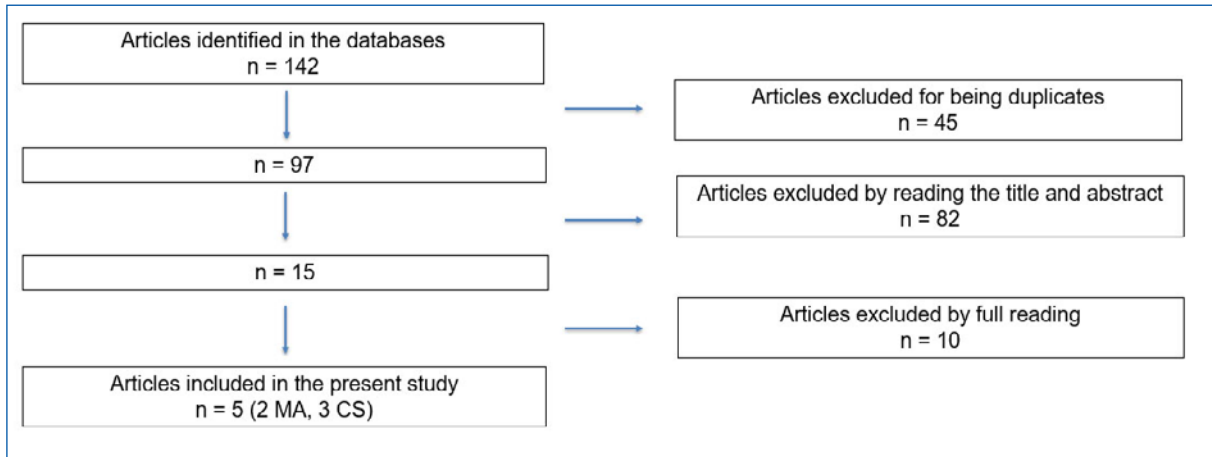 Articles identified in the databases
n = 142
Articles excluded for being duplicates
n = 45
n = 97
Articles excluded by reading the title and abstract
n = 82
n = 15
Articles excluded by full reading
n = 10
Articles included in the present study
n = 5 (2 MA, 3 CS)